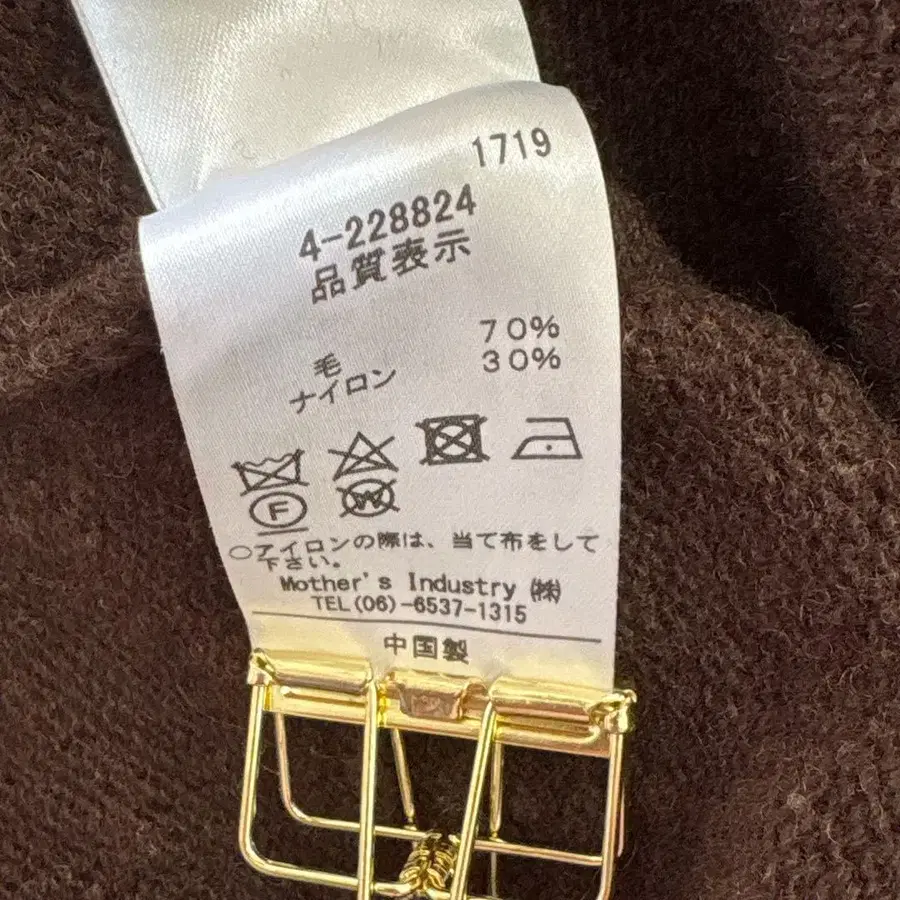 1719
4-228824
品質表示
毛 70%
ナイロン 30%
F
W
○アイロンの際は、当て布をして
下さい。
Mother's Industry ㈱
TEL(06)-6537-1315
中国製